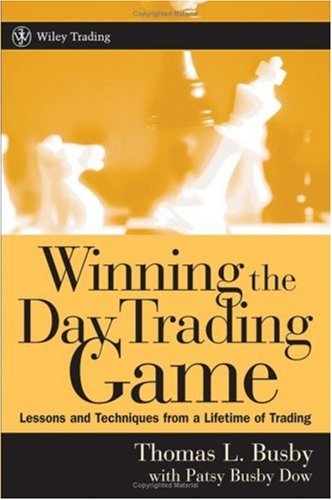 Wiley Trading
Winning the
Day Trading
Game
Lessons and Techniques from a Lifetime of Trading
Thomas L. Busby
with Patsy Busby Dow